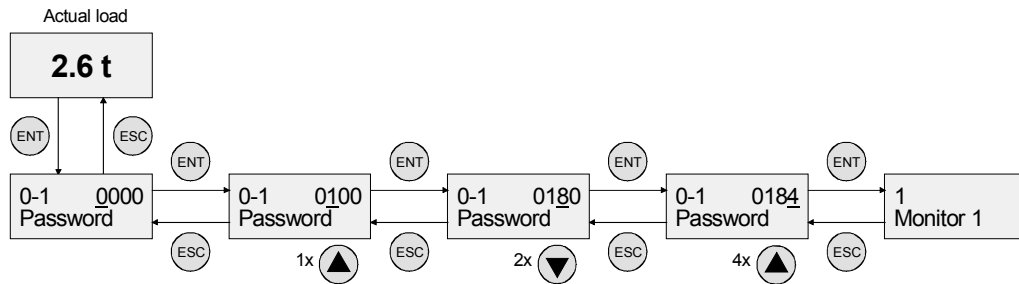 Actual load
2.6 t
ENT
ESC
ENT
ENT
ENT
ENT
0-1 0000
Password
0-1 0100
Password
0-1 0180
Password
0-1 0184
Password
1
Monitor 1
ESC
1x
ESC
2x
ESC
4x
ESC